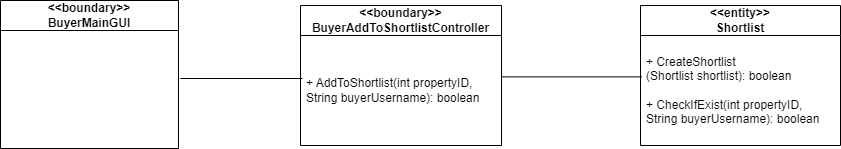 <<boundary>>
BuyerMainGUI
<<boundary>>
BuyerAddToShortlistController
+ AddToShortlist(int propertyID,
String buyerUsername): boolean
<<entity>>
Shortlist
+ CreateShortlist
(Shortlist shortlist): boolean
+ CheckIfExist(int propertyID,
String buyerUsername): boolean